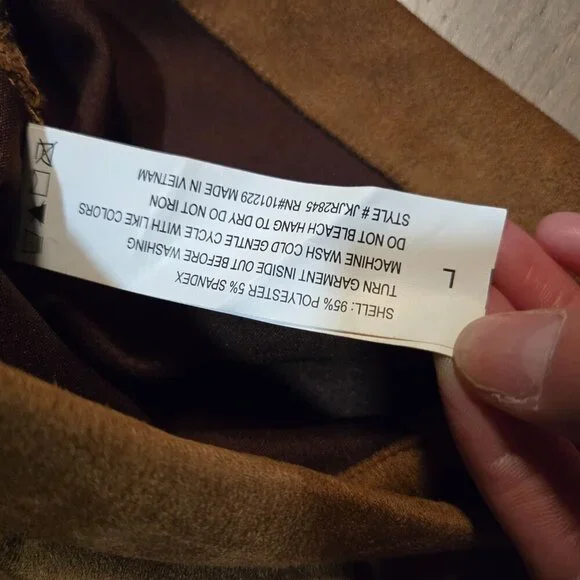 L
SHELL: 95% POLYESTER 5% SPANDEX
TURN GARMENT INSIDE OUT BEFORE WASHING
MACHINE WASH COLD GENTLE CYCLE WITH LIKE COLORS
DO NOT BLEACH HANG TO DRY DO NOT IRON
STYLE # JKJR2845 RN#101229 MADE IN VIETNAM